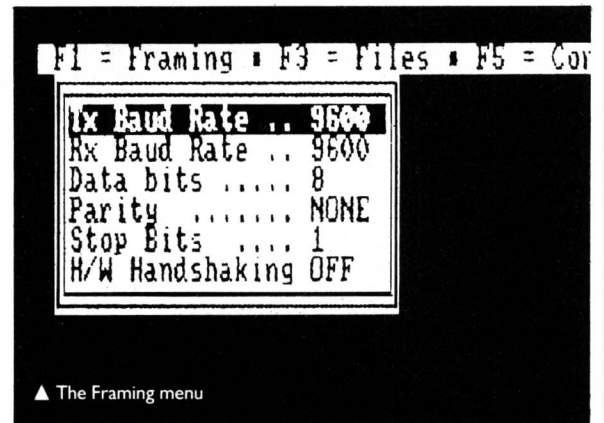 F1 = Framing ▪ F3 = Files ▪ F5 = Con
Tx Baud Rate .. 9600
Rx Baud Rate .. 9600
Data bits ..... 8
Parity ....... NONE
Stop Bits .... 1
H/W Handshaking OFF
▲ The Framing menu